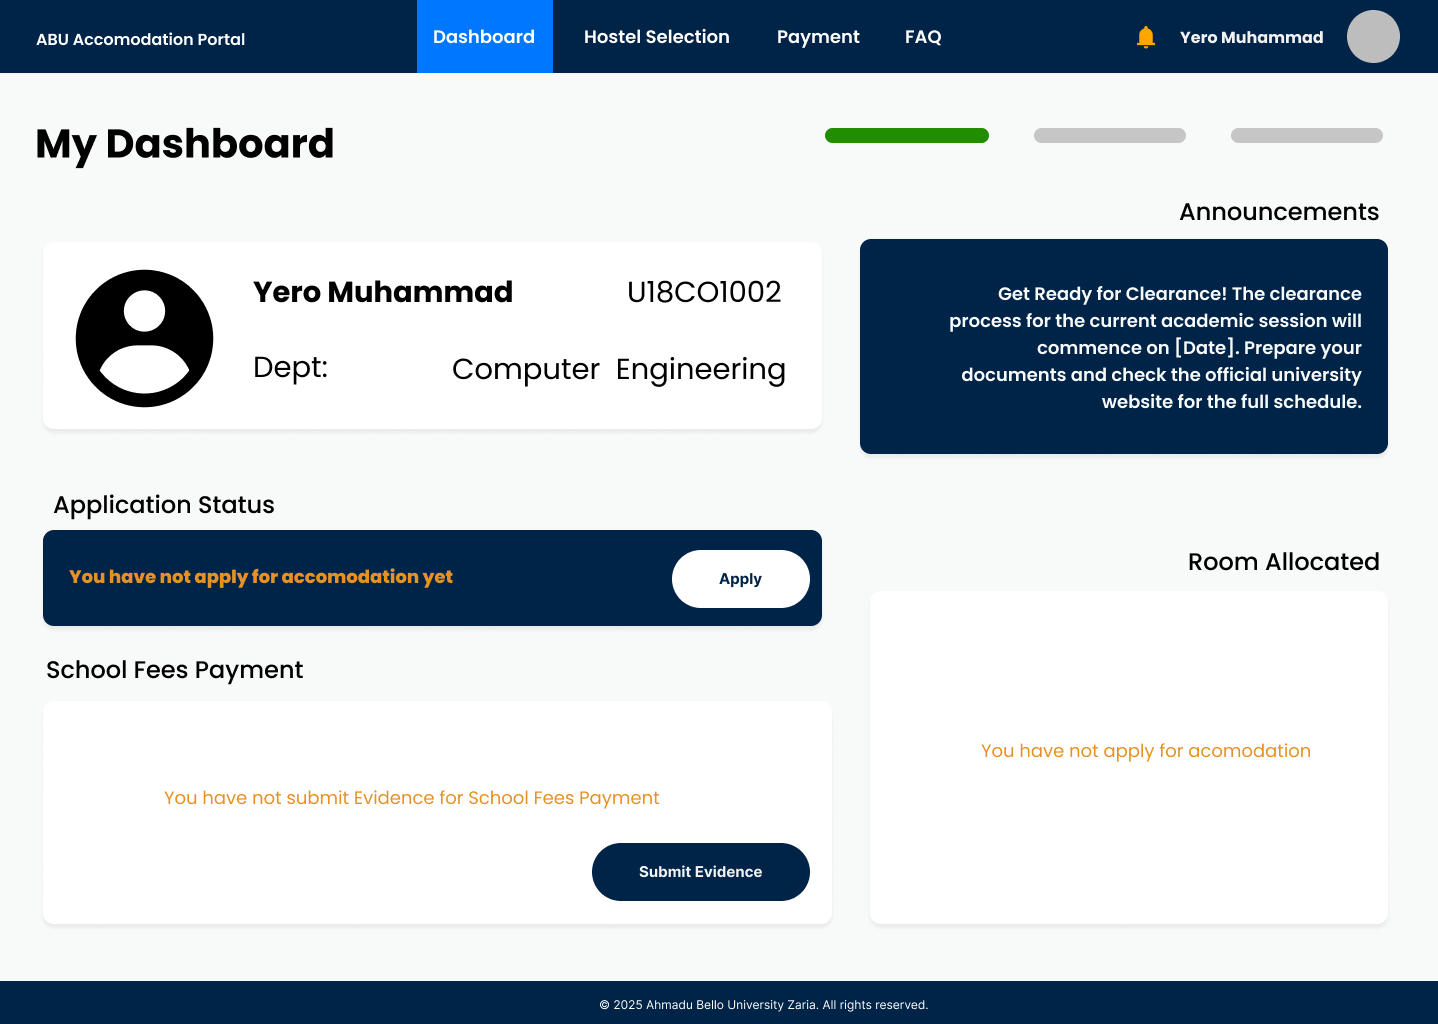 ABU Accomodation Portal
Dashboard
Hostel Selection
Payment
FAQ
Yero Muhammad
My Dashboard
Announcements
Yero Muhammad
U18CO1002
Dept:
Computer Engineering
Get Ready for Clearance! The clearance
process for the current academic session will
commence on [Date]. Prepare your
documents and check the official university
website for the full schedule.
Application Status
You have not apply for accomodation yet
Apply
Room Allocated
You have not apply for acomodation
School Fees Payment
You have not submit Evidence for School Fees Payment
Submit Evidence
© 2025 Ahmadu Bello University Zaria. All rights reserved.